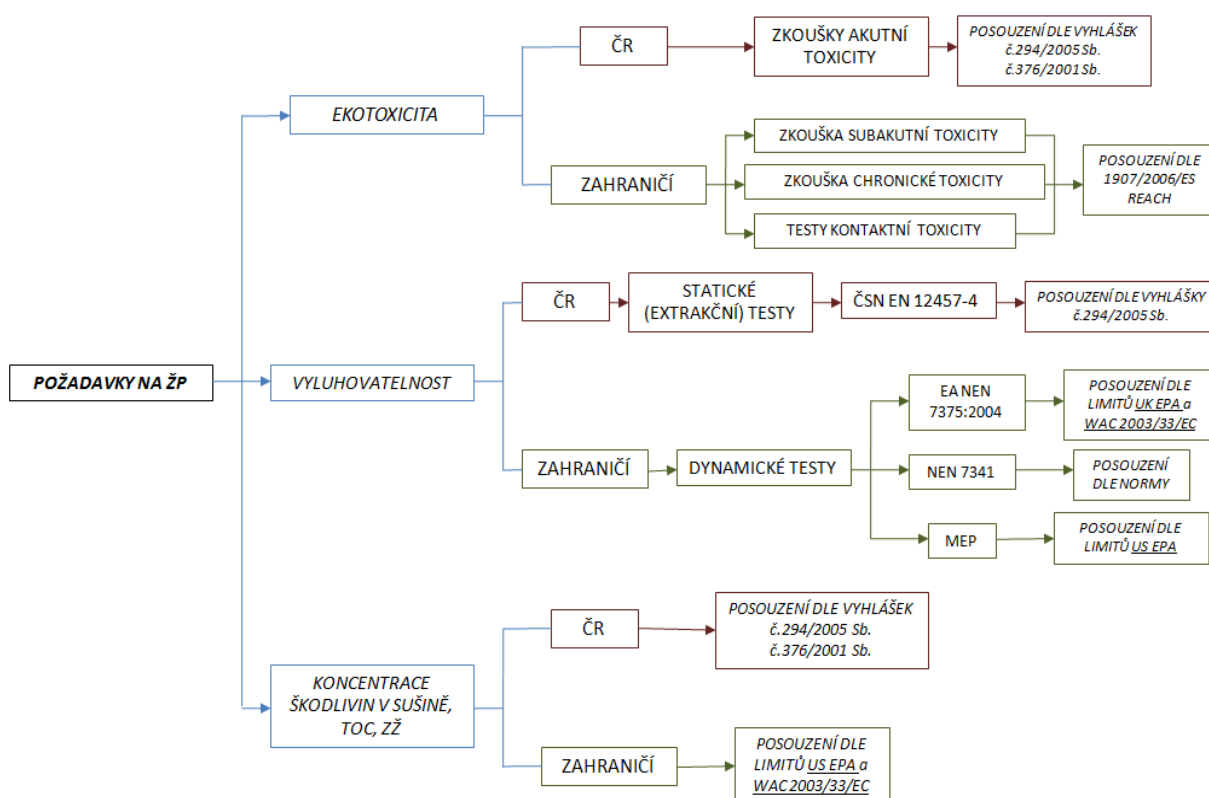 ČR
ZKOUŠKY AKUTNÍ
TOXICITY
POSOUZENÍ DLE VYHLÁŠEK
č.294/2005 Sb.
č.376/2001 Sb.
EKOTOXICITA
ZAHRANIČÍ
ZKOUŠKA SUBAKUTNÍ TOXICITY
ZKOUŠKA CHRONICKÉ TOXICITY
TESTY KONTAKTNÍ TOXICITY
POSOUZENÍ DLE
1907/2006/ES
REACH
POŽADAVKY NA ŽP
VYLUHOVATELNOST
ČR
STATICKÉ
(EXTRAKČNÍ) TESTY
ČSN EN 12457-4
POSOUZENÍ DLE VYHLÁŠKY
č.294/2005 Sb.
ZAHRANIČÍ
DYNAMICKÉ TESTY
EA NEN
7375:2004
POSOUZENÍ DLE
LIMITŮ UK EPA a
WAC 2003/33/EC
NEN 7341
POSOUZENÍ
DLE NORMY
MEP
POSOUZENÍ DLE
LIMITŮ US EPA
KONCENTRACE
ŠKODLIVIN V SUŠINĚ,
TOC, ZŽ
ČR
POSOUZENÍ DLE VYHLÁŠEK
č.294/2005 Sb.
č.376/2001 Sb.
ZAHRANIČÍ
POSOUZENÍ DLE
LIMITŮ US EPA a
WAC 2003/33/EC